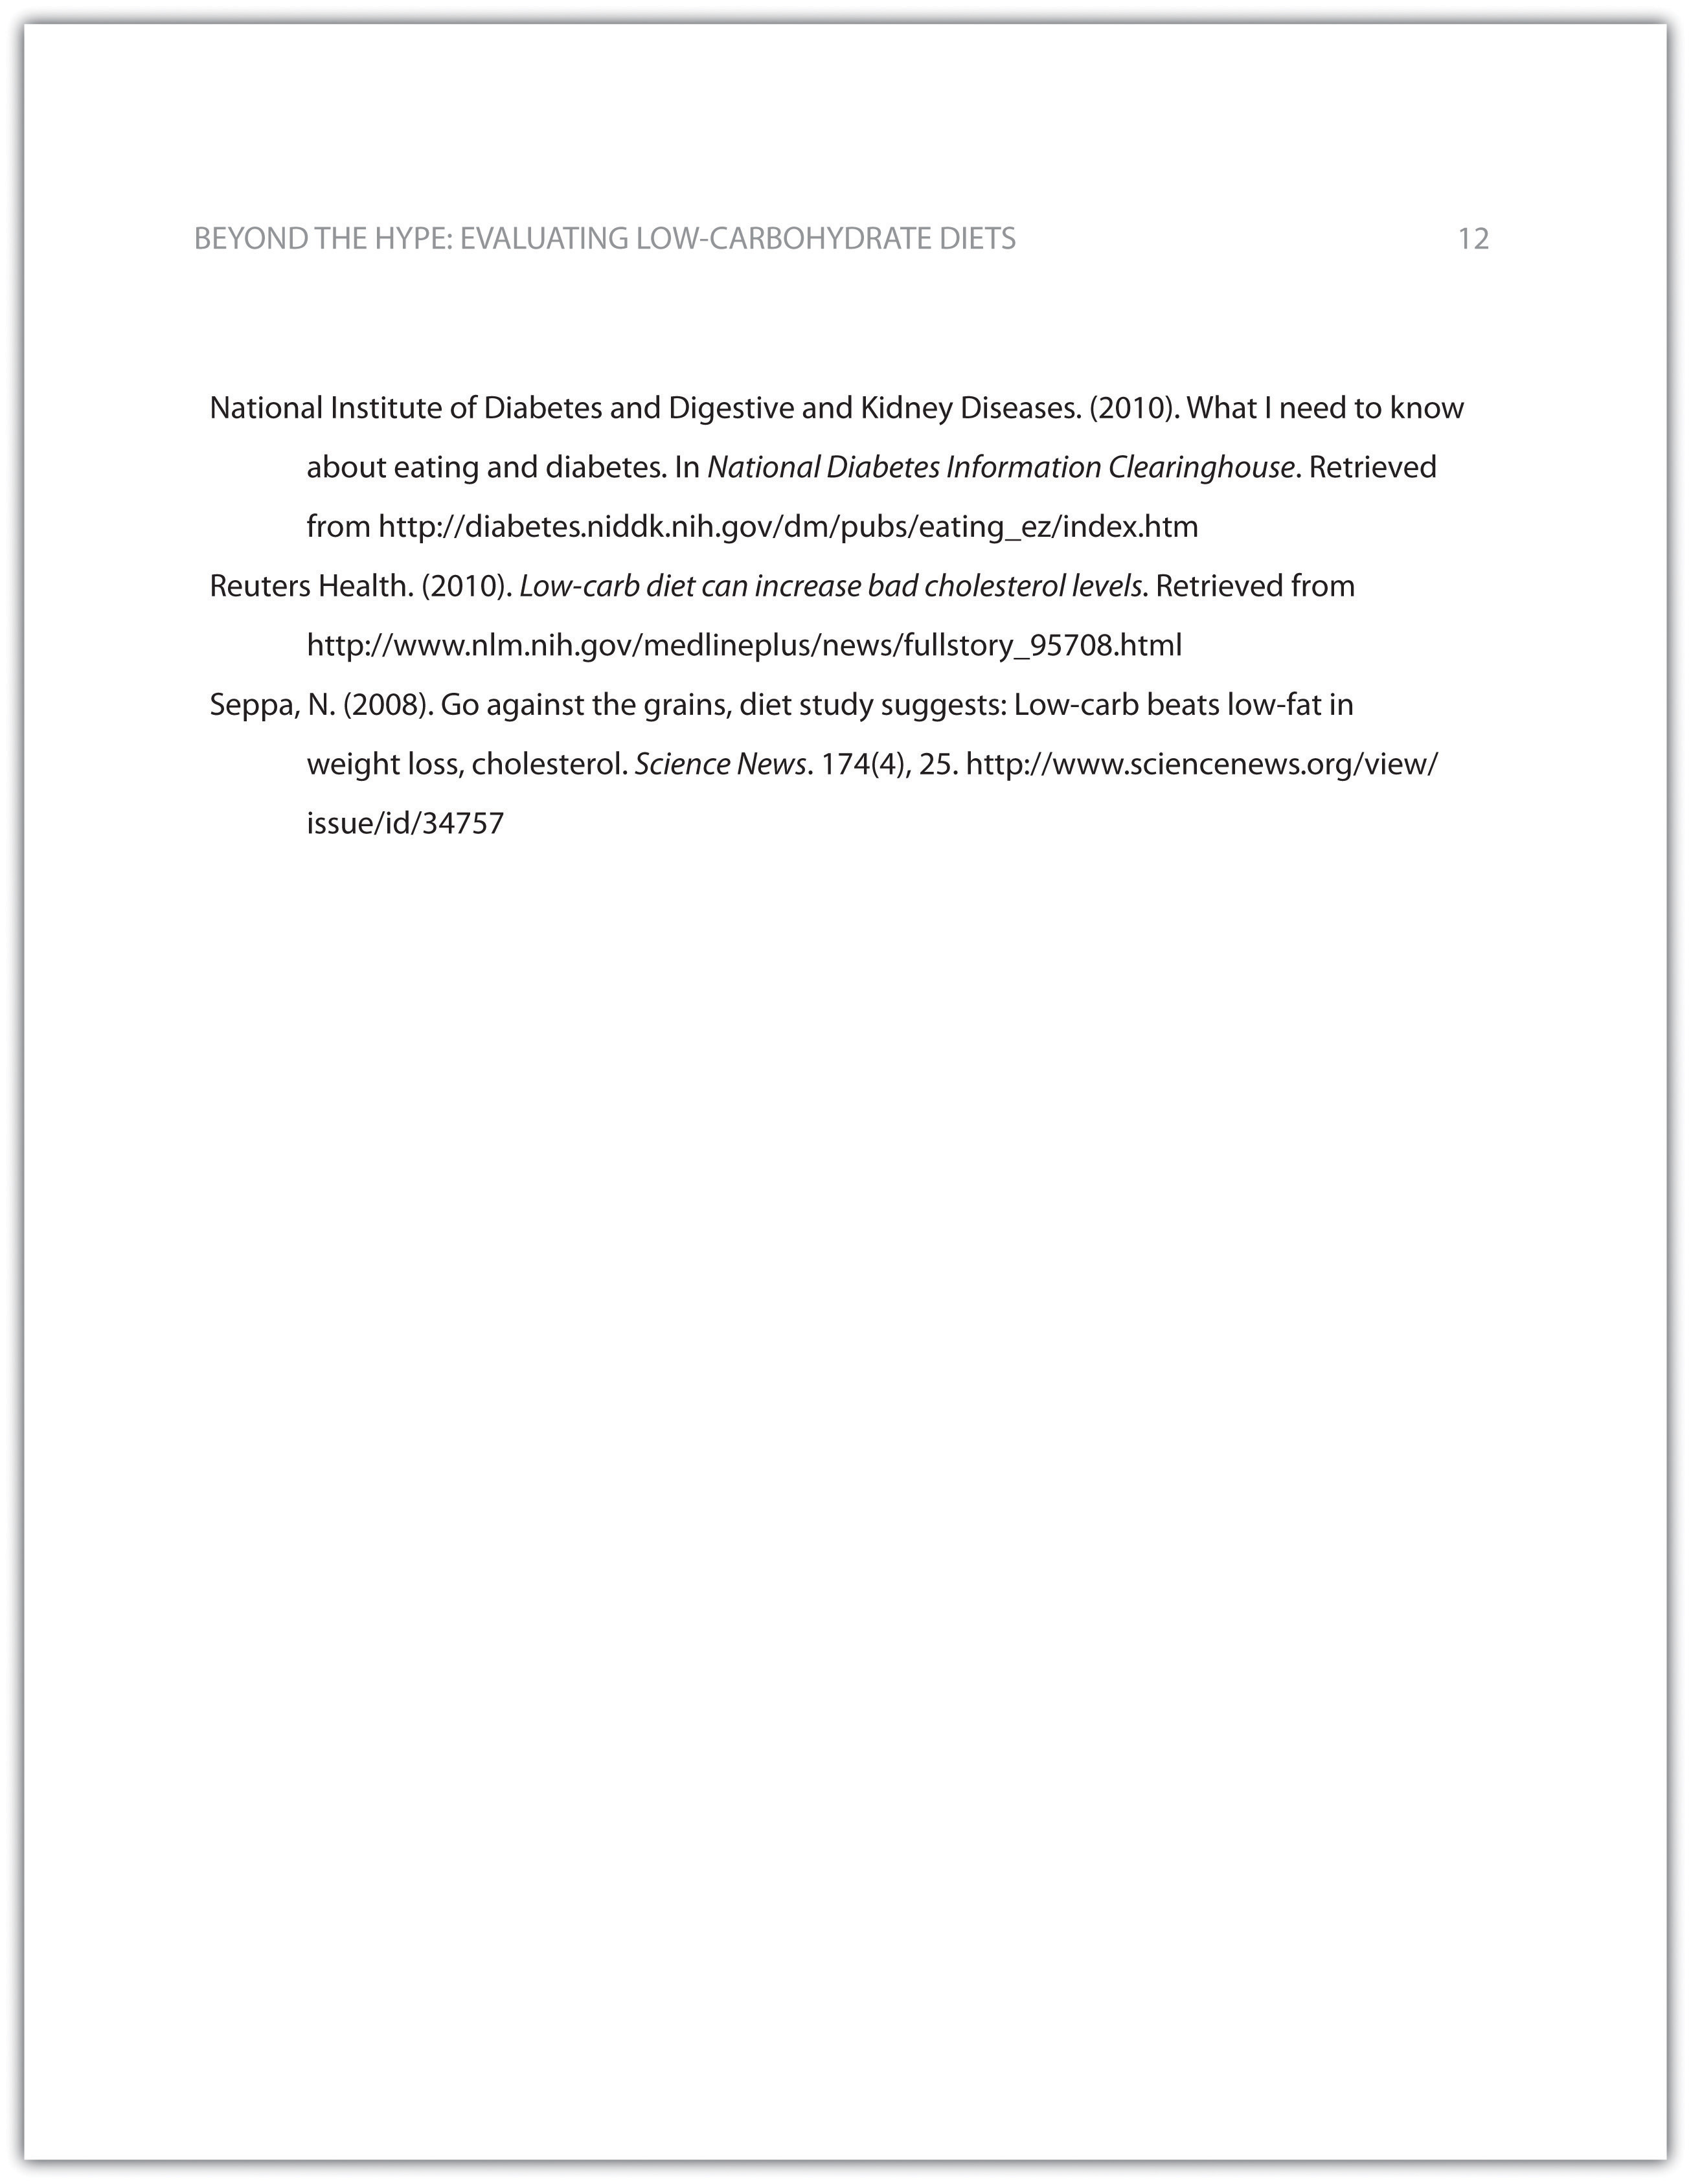 BEYOND THE HYPE: EVALUATING LOW-CARBOHYDRATE DIETS 12
National Institute of Diabetes and Digestive and Kidney Diseases. (2010). What I need to know
about eating and diabetes. In National Diabetes Information Clearinghouse. Retrieved
from http://diabetes.niddk.nih.gov/dm/pubs/eating_ez/index.htm
Reuters Health. (2010). Low-carb diet can increase bad cholesterol levels. Retrieved from
http://www.nlm.nih.gov/medlineplus/news/fullstory_95708.html
Seppa, N. (2008). Go against the grains, diet study suggests: Low-carb beats low-fat in
weight loss, cholesterol. Science News. 174(4), 25. http://www.sciencenews.org/view/
issue/id/34757